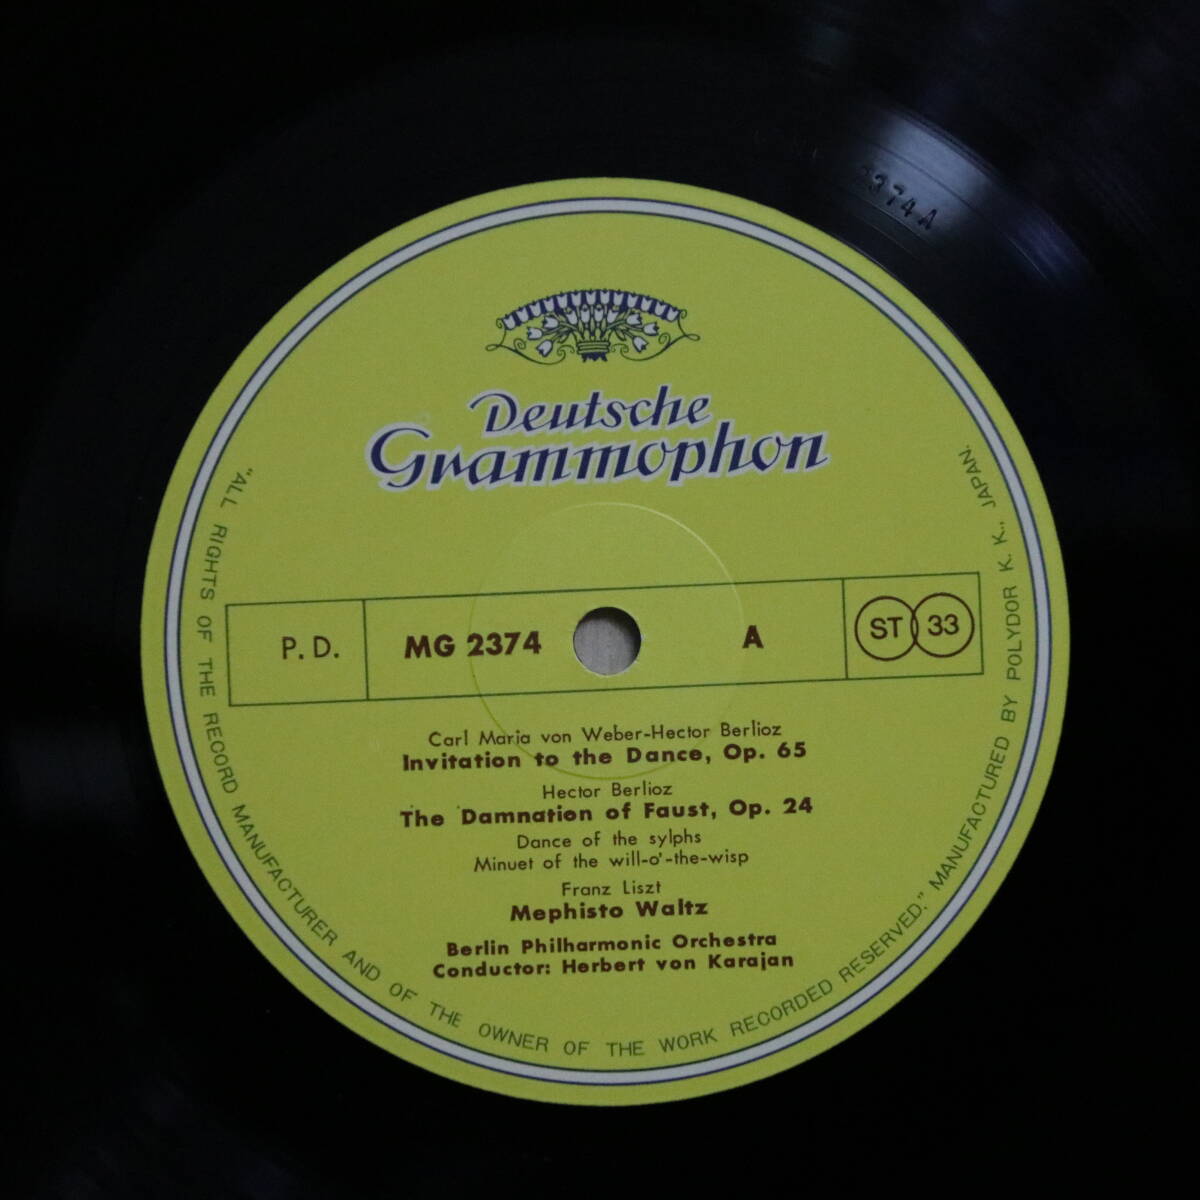 2374 A
Deutsche
Grammophon
P. D. MG 2374 A ST 33
Carl Maria von Weber-Hector Berlioz
Invitation to the Dance, Op. 65
Hector Berlioz
The Damnation of Faust, Op. 24
Dance of the sylphs
Minuet of the will-o'-the-wisp
Franz Liszt
Mephisto Waltz
Berlin Philharmonic Orchestra
Conductor: Herbert von Karajan
"ALL RIGHTS OF THE RECORD MANUFACTURER AND OF THE OWNER OF THE WORK RECORDED RESERVED." MANUFACTURED BY POLYDOR K. K., JAPAN.